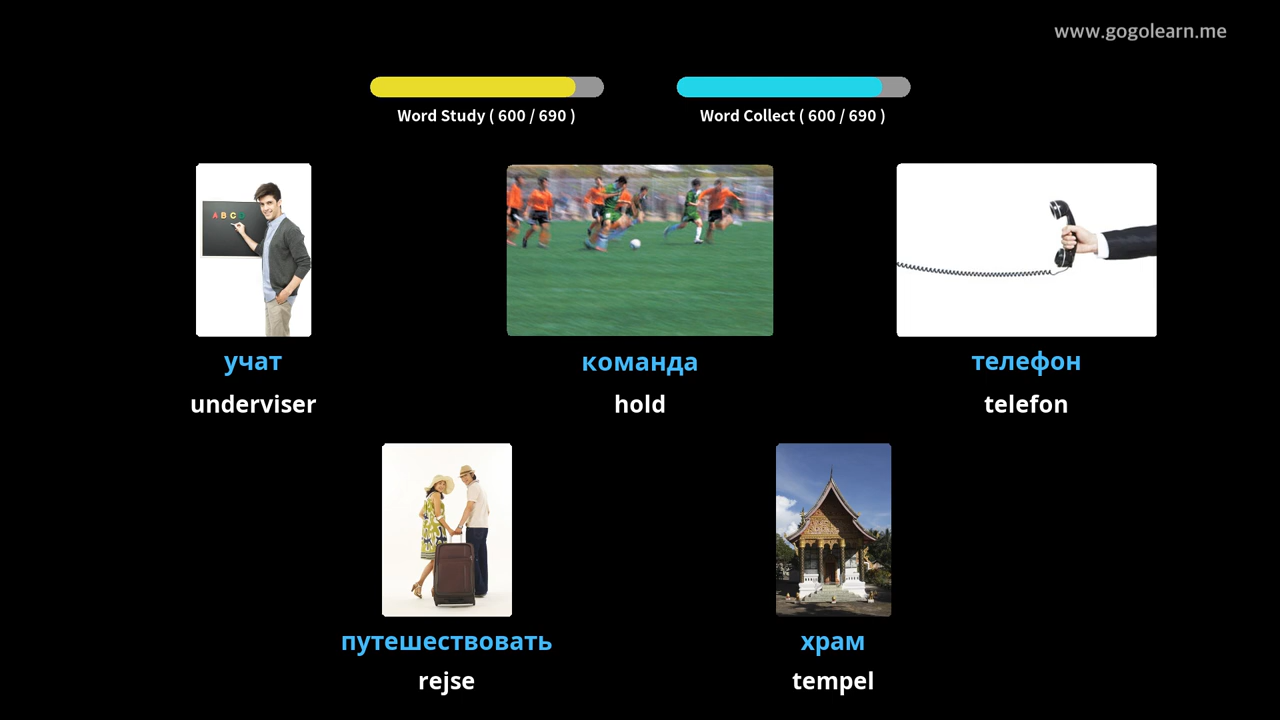 www.gogolearn.me
Word Study ( 600 / 690 )
Word Collect ( 600 / 690 )
A B C D
учат
underviser
команда
hold
телефон
telefon
путешествовать
rejse
храм
tempel